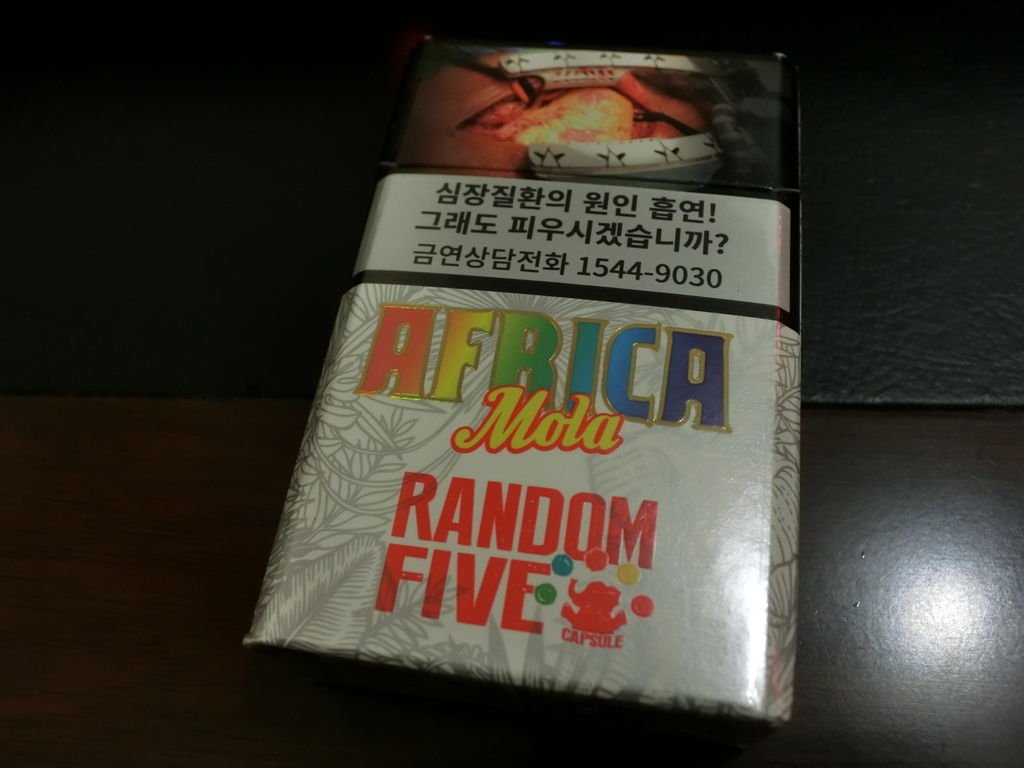 심장질환의 원인 흡연!
그래도 피우시겠습니까?
금연상담전화 1544-9030
AFRICA
Mola
RANDOM
FIVE
CAPSULE